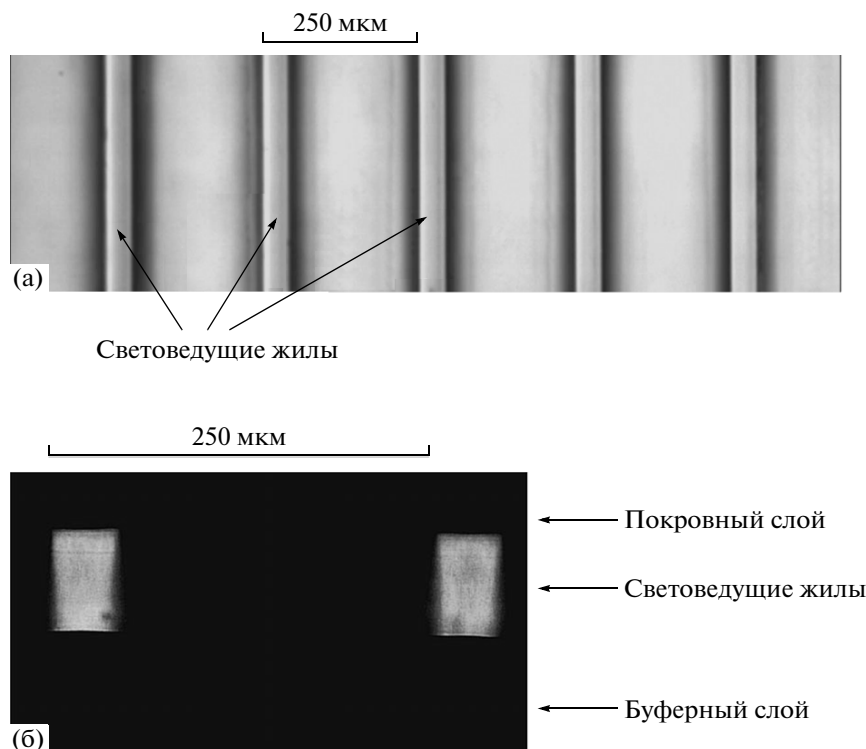 250 мкм
(а)
Световедущие жилы
250 мкм
Покровный слой
Световедущие жилы
Буферный слой
(б)